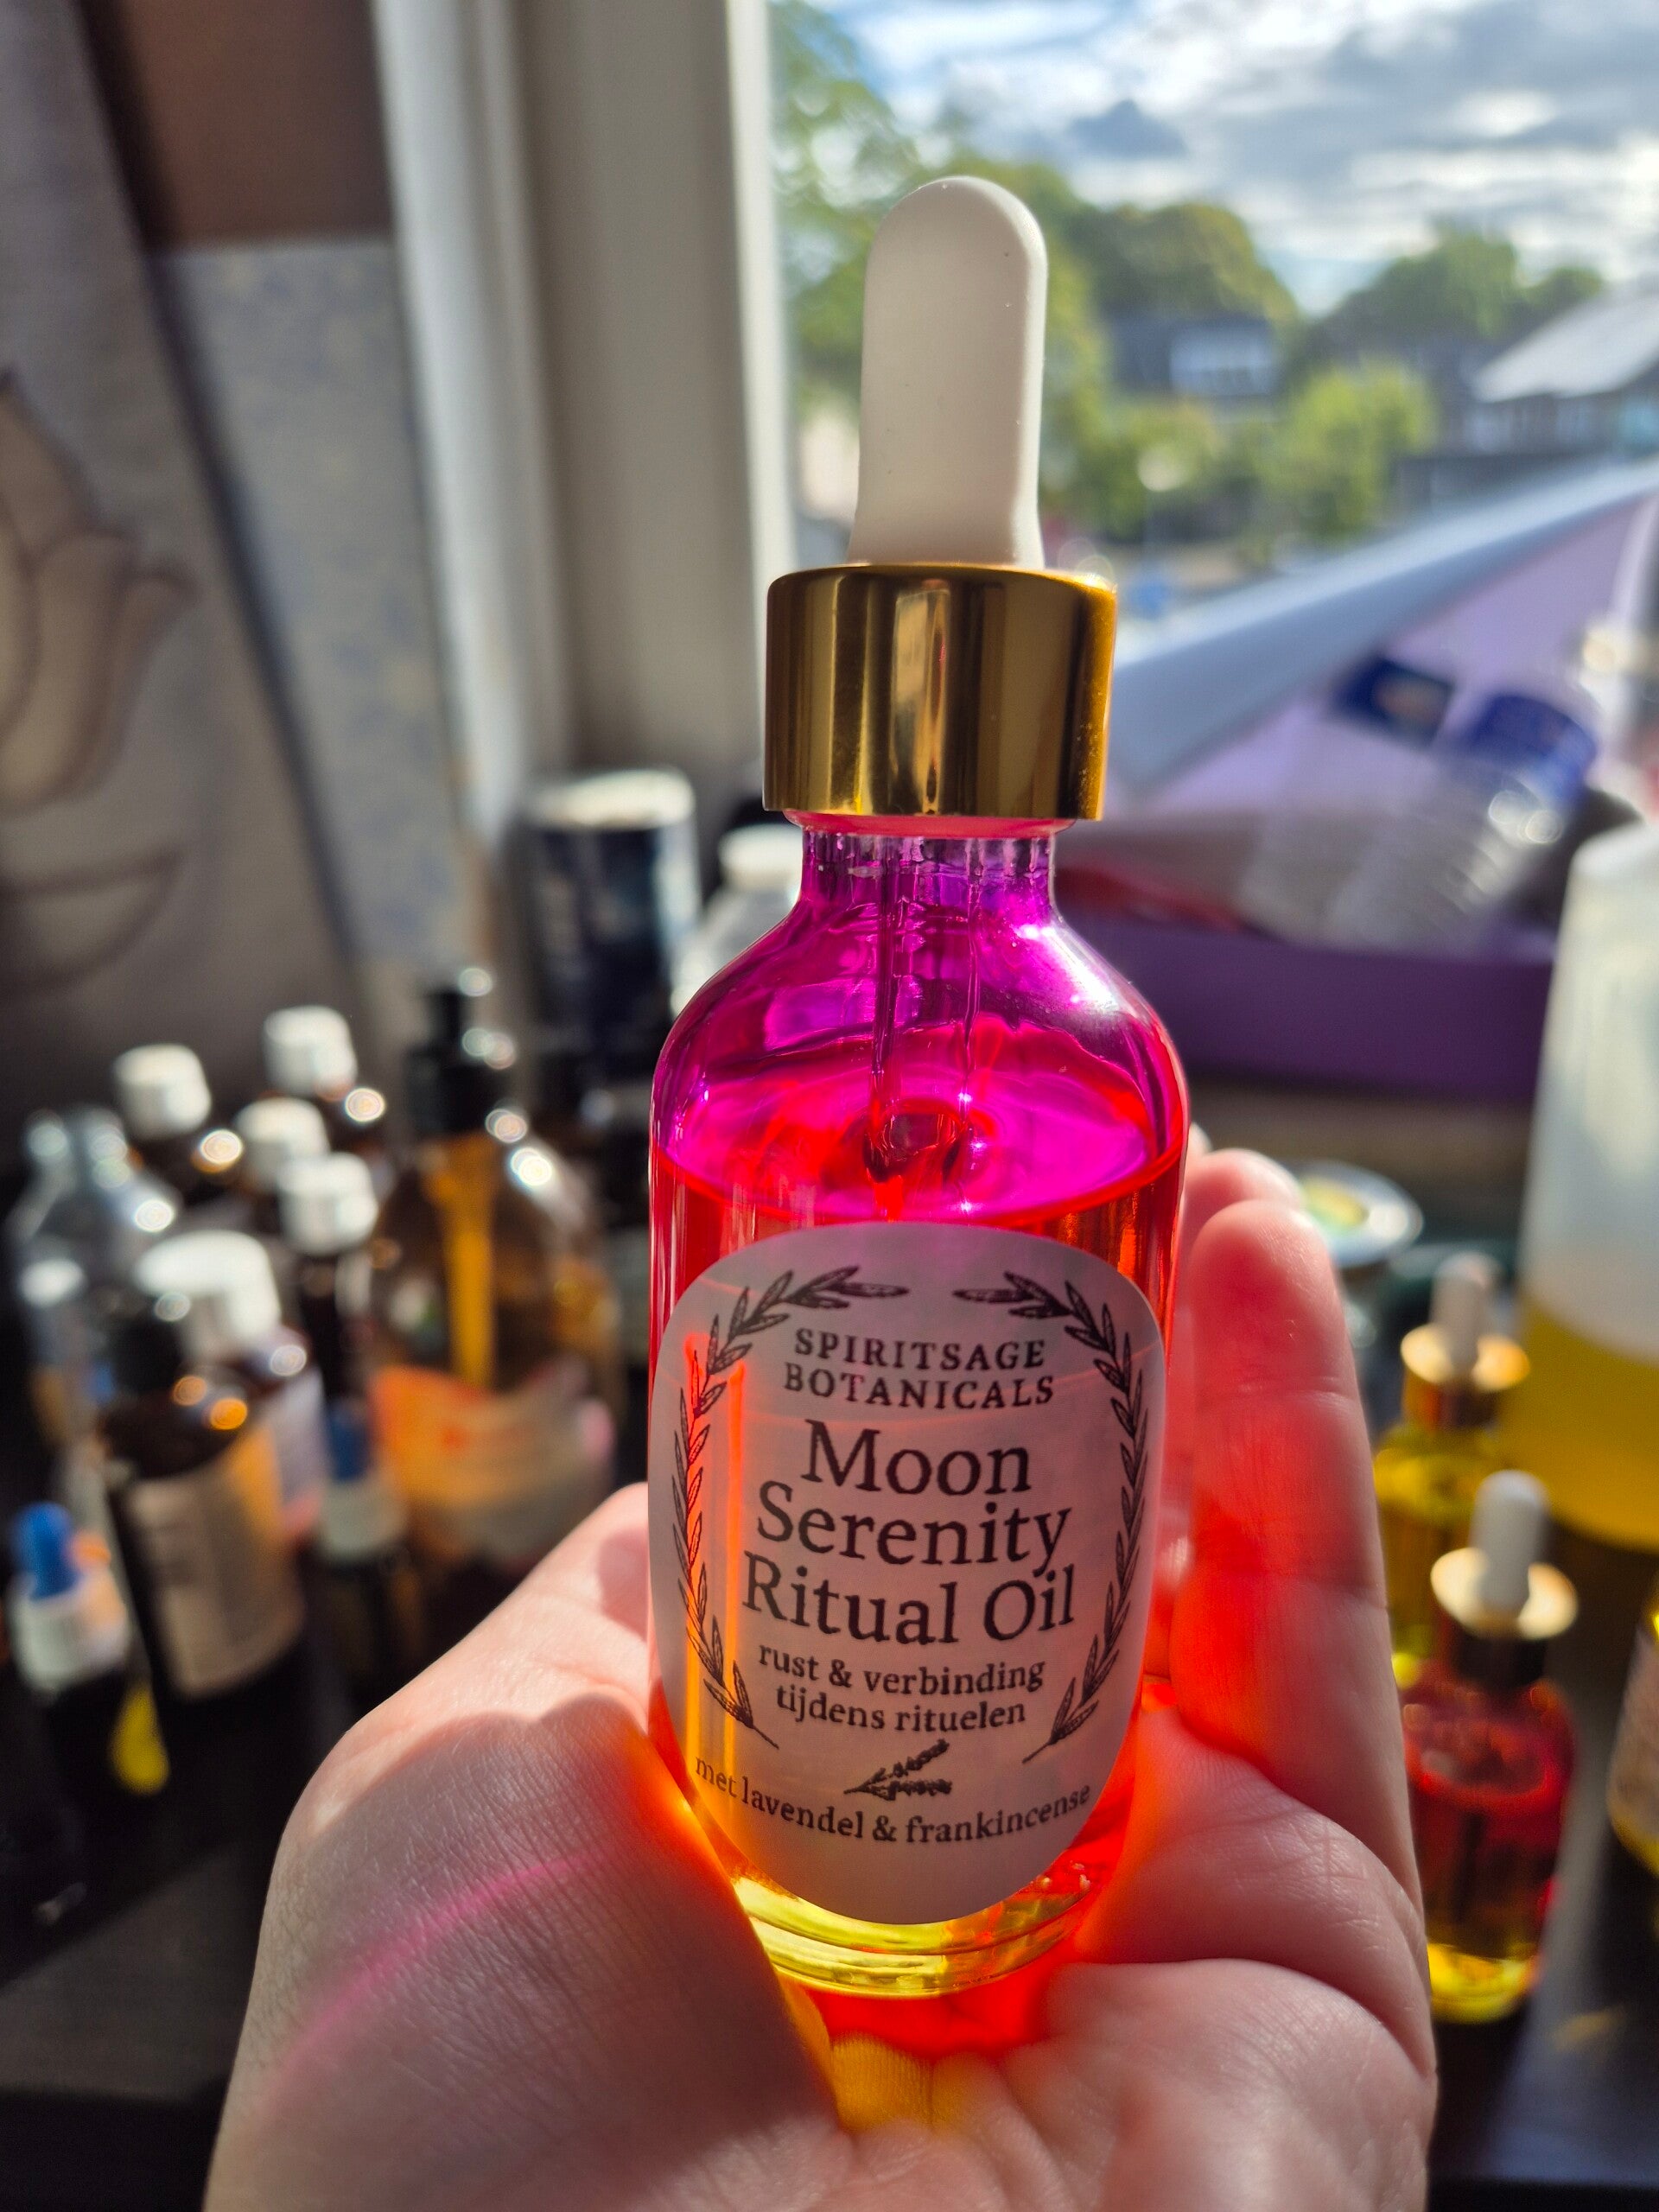 SPIRITSAGE
BOTANICALS
Moon
Serenity
Ritual Oil
rust & verbinding
tijdens rituelen
met lavendel & frankincense